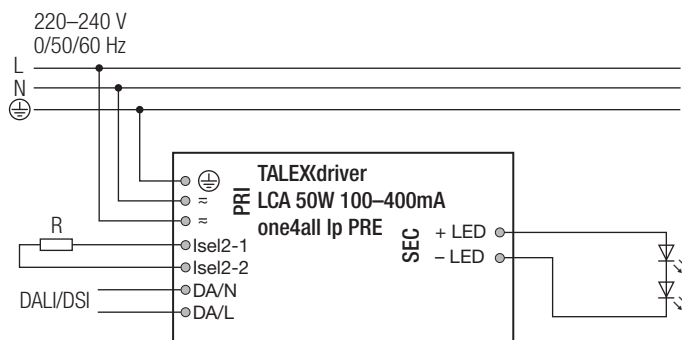 220–240 V
0/50/60 Hz
L
N
TALEXXdriver
LCA 50W 100–400mA
one4all lp PRE
PRI
≂
≂
R
Isel2-1
Isel2-2
DALI/DSI
DA/N
DA/L
SEC
+ LED
– LED